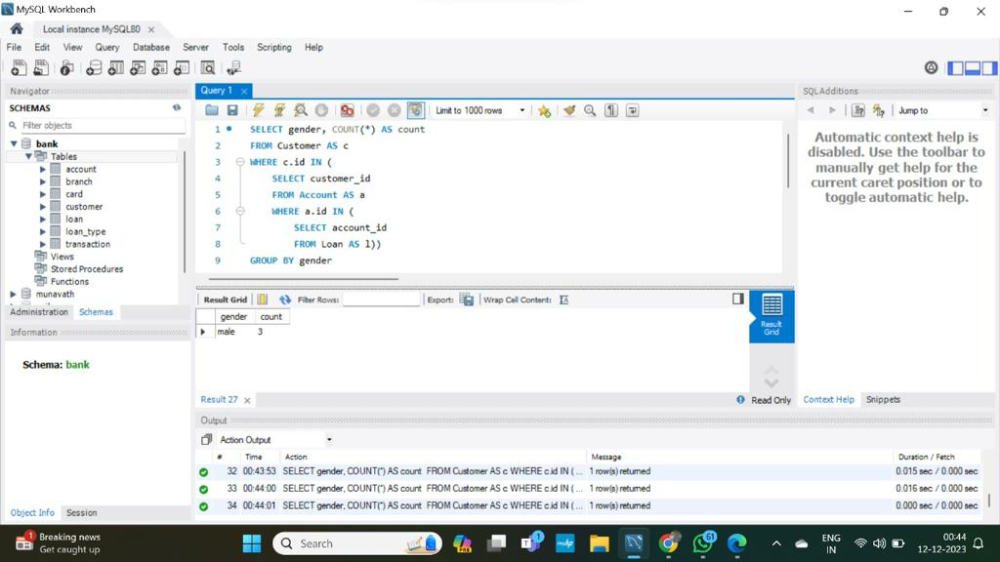 MySQL Workbench
Local instance MySQL80
File Edit View Query Database Server Tools Scripting Help
Navigator
SCHEMAS
Filter objects
bank
Tables
account
branch
card
customer
loan
loan_type
transaction
Views
Stored Procedures
Functions
munavath
Administration Schemas
Information
Schema: bank
Object Info Session
Query 1
Limit to 1000 rows
1 SELECT gender, COUNT(*) AS count
2 FROM Customer AS c
3 WHERE c.id IN (
4 SELECT customer_id
5 FROM Account AS a
6 WHERE a.id IN (
7 SELECT account_id
8 FROM Loan AS l))
9 GROUP BY gender
Result Grid Filter Rows: Export: Wrap Cell Content:
gender count
male 3
Result Grid
Result 27
Read Only
SQLAdditions
Jump to
Automatic context help is
disabled. Use the toolbar to
manually get help for the
current caret position or to
toggle automatic help.
Context Help Snippets
Output
Action Output
# Time Action Message Duration / Fetch
32 00:43:53 SELECT gender, COUNT(*) AS count FROM Customer AS c WHERE c.id IN ( ... 1 row(s) returned 0.015 sec / 0.000 sec
33 00:44:00 SELECT gender, COUNT(*) AS count FROM Customer AS c WHERE c.id IN ( ... 1 row(s) returned 0.016 sec / 0.000 sec
34 00:44:01 SELECT gender, COUNT(*) AS count FROM Customer AS c WHERE c.id IN ( ... 1 row(s) returned 0.000 sec / 0.000 sec
1 Breaking news
Get caught up
Search
1
61
ENG
IN
00:44
12-12-2023